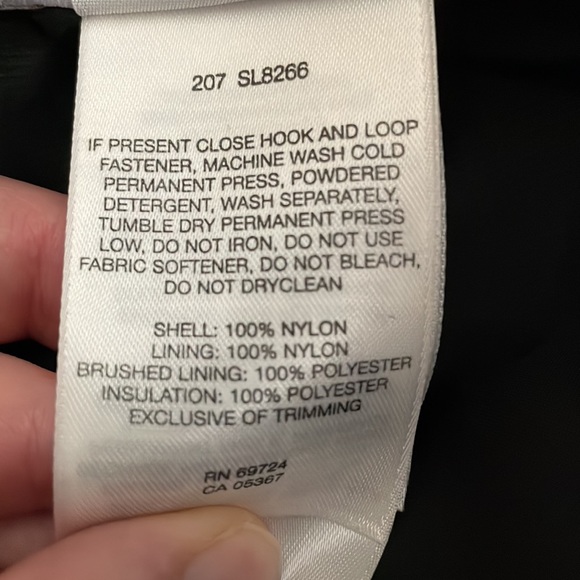 207 SL8266
IF PRESENT CLOSE HOOK AND LOOP
FASTENER, MACHINE WASH COLD
PERMANENT PRESS, POWDERED
DETERGENT, WASH SEPARATELY,
TUMBLE DRY PERMANENT PRESS
LOW, DO NOT IRON, DO NOT USE
FABRIC SOFTENER, DO NOT BLEACH,
DO NOT DRYCLEAN
SHELL: 100% NYLON
LINING: 100% NYLON
BRUSHED LINING: 100% POLYESTER
INSULATION: 100% POLYESTER
EXCLUSIVE OF TRIMMING
RN 69724
CA 05367